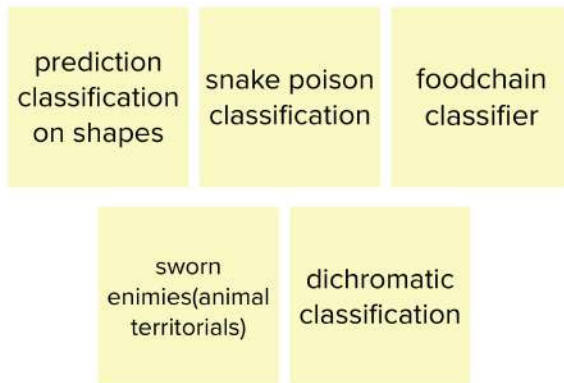 prediction
classification
on shapes
snake poison
classification
foodchain
classifier
sworn
enimies(animal
territorials)
dichromatic
classification